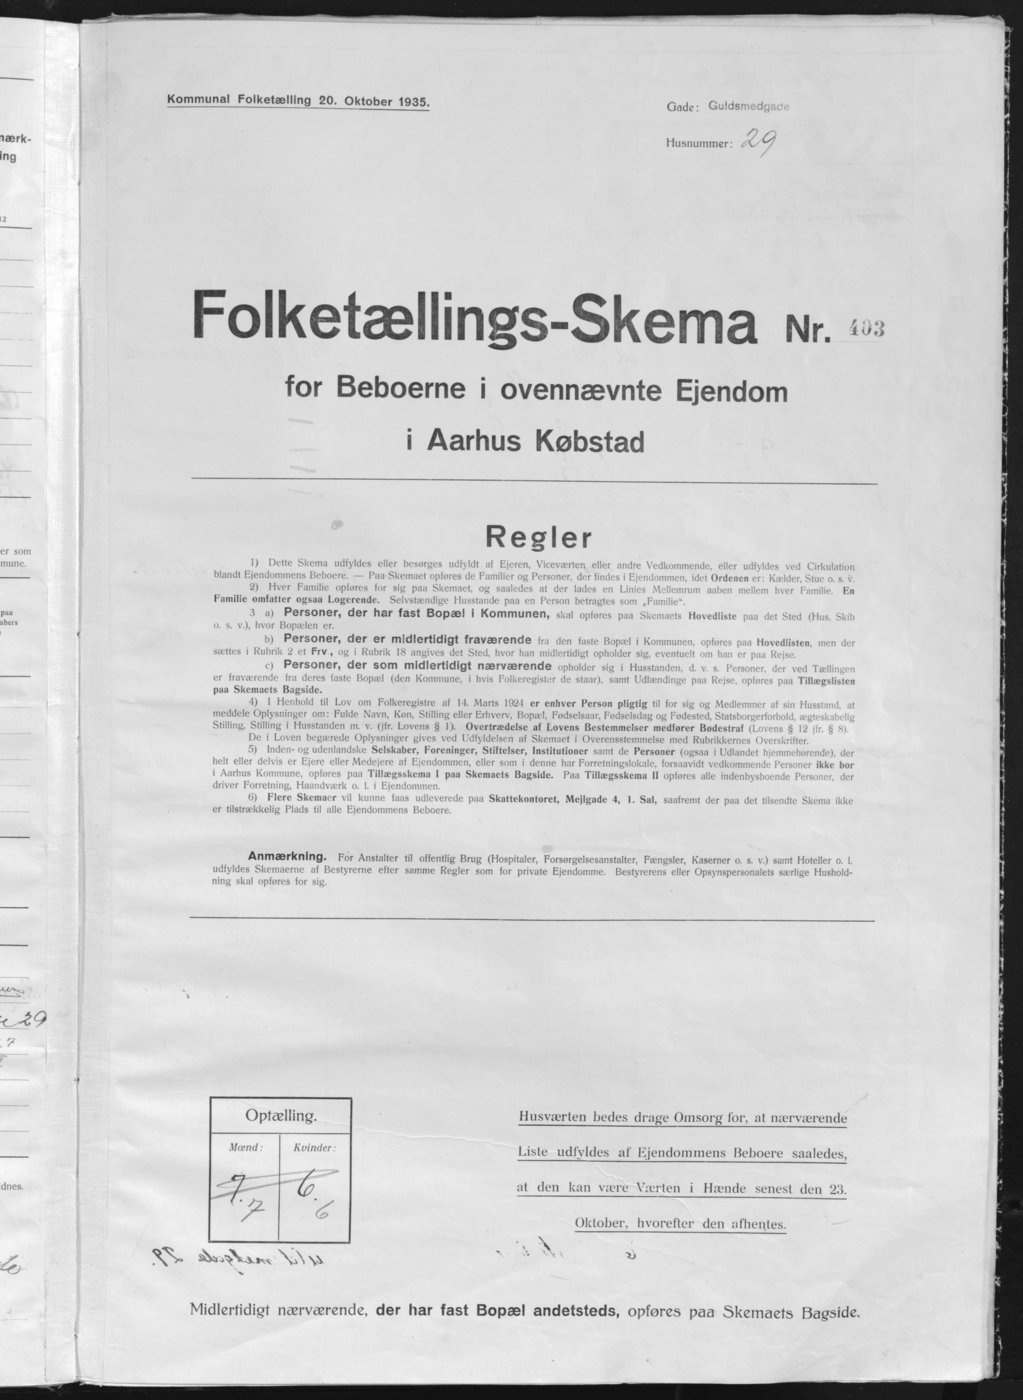 Kommunal Folketælling 20. Oktober 1935.
Gade: Guldsmedgade
Husnummer: 29
Folketællings-Skema Nr. 403
for Beboerne i ovennævnte Ejendom
i Aarhus Købstad
Regler
1) Dette Skema udfyldes eller besørges udfyldt af Ejeren, Viceværten eller andre Vedkommende, eller udfyldes ved Cirkulation
blandt Ejendommens Beboere. — Paa Skemaet opføres de Familier og Personer, der findes i Ejendommen, idet Ordenen er: Kælder, Stue o. s. v.
2) Hver Familie opføres for sig paa Skemaet, og saaledes at der lades en Linies Mellemrum aaben mellem hver Familie. En
Familie omfatter ogsaa Logerende. Selvstændige Husstande paa en Person betragtes som „Familie“.
3 a) Personer, der har fast Bopæl i Kommunen, skal opføres paa Skemaets Hovedliste paa det Sted (Hus, Skib
o. s. v.), hvor Bopælen er.
b) Personer, der er midlertidigt fraværende fra den faste Bopæl i Kommunen, opføres paa Hovedlisten, men der
sættes i Rubrik 2 et Frv., og i Rubrik 18 angives det Sted, hvor han midlertidigt opholder sig, eventuelt om han er paa Rejse.
c) Personer, der som midlertidigt nærværende opholder sig i Husstanden, d. v. s. Personer, der ved Tællingen
er fraværende fra deres faste Bopæl (den Kommune, i hvis Folkeregister de staar), samt Udlændinge paa Rejse, opføres paa Tillægslisten
paa Skemaets Bagside.
4) I Henhold til Lov om Folkeregistre af 14. Marts 1924 er enhver Person pligtig til for sig og Medlemmer af sin Husstand, at
meddele Oplysninger om: Fulde Navn, Køn, Stilling eller Erhverv, Bopæl, Fødselsaar, Fødselsdag og Fødested, Statsborgerforhold, ægteskabelig
Stilling, Stilling i Husstanden m. v. (jfr. Lovens § 1). Overtrædelse af Lovens Bestemmelser medfører Bødestraf (Lovens § 12 jfr. § 8).
De i Loven begærede Oplysninger gives ved Udfyldelsen af Skemaet i Overensstemmelse med Rubrikkernes Overskrifter.
5) Inden- og udenlandske Selskaber, Foreninger, Stiftelser, Institutioner samt de Personer (ogsaa i Udlandet hjemmehørende), der
helt eller delvis er Ejere eller Medejere af Ejendommen, eller som i denne har Forretningslokale, forsaavidt vedkommende Personer ikke bor
i Aarhus Kommune, opføres paa Tillægsskema I paa Skemaets Bagside. Paa Tillægsskema II opføres alle indenbysboende Personer, der
driver Forretning, Haandværk o. l. i Ejendommen.
6) Flere Skemaer vil kunne faas udleverede paa Skattekontoret, Mejlgade 4, 1. Sal, saafremt der paa det tilsendte Skema ikke
er tilstrækkelig Plads til alle Ejendommens Beboere.
Anmærkning. For Anstalter til offentlig Brug (Hospitaler, Forsørgelsesanstalter, Fængsler, Kaserner o. s. v.) samt Hoteller o. l.
udfyldes Skemaerne af Bestyrerne efter samme Regler som for private Ejendomme. Bestyrerens eller Opsynspersonalets særlige Hushold-
ning skal opføres for sig.
Optælling.
Mænd: Kvinder:
7. 6.
7 6
Husværten bedes drage Omsorg for, at nærværende
Liste udfyldes af Ejendommens Beboere saaledes,
at den kan være Værten i Hænde senest den 23.
Oktober, hvorefter den afhentes.
Midlertidigt nærværende, der har fast Bopæl andetsteds, opføres paa Skemaets Bagside.